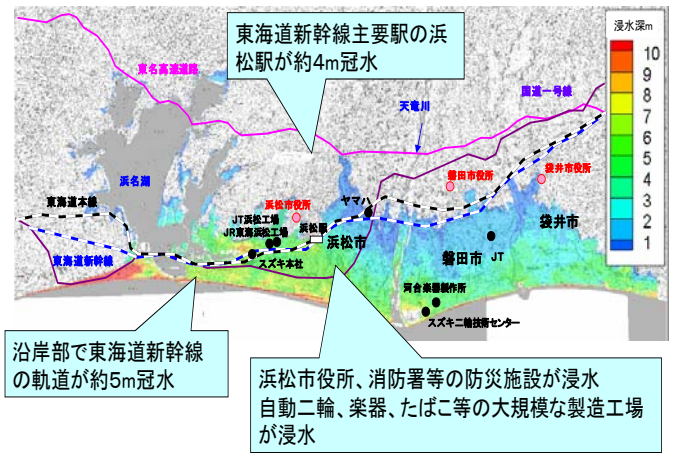 東海道新幹線主要駅の浜
松駅が約4m冠水
浸水深m
10
9
8
7
6
5
4
3
2
1
東名高速道路
国道一号線
天竜川
浜名湖
磐田市役所
袋井市役所
ヤマハ
東海道本線
浜松市役所
JT浜松工場
浜松駅
JR東海浜松工場
浜松市
袋井市
スズキ本社
磐田市
JT
東海道新幹線
河合楽器製作所
スズキ二輪技術センター
沿岸部で東海道新幹線
の軌道が約5m冠水
浜松市役所、消防署等の防災施設が浸水
自動二輪、楽器、たばこ等の大規模な製造工場
が浸水